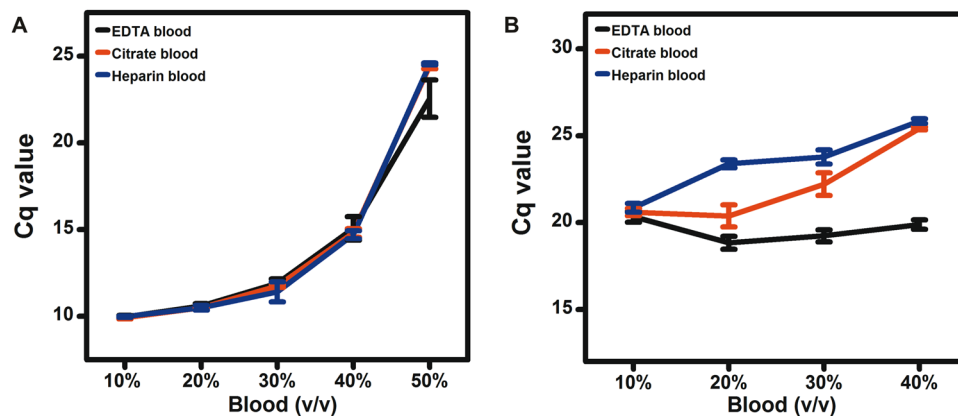 A
EDTA blood
Citrate blood
Heparin blood
25
20
15
10
Cq value
10% 20% 30% 40% 50%
Blood (v/v)
B
EDTA blood
Citrate blood
Heparin blood
30
25
20
15
Cq value
10% 20% 30% 40%
Blood (v/v)